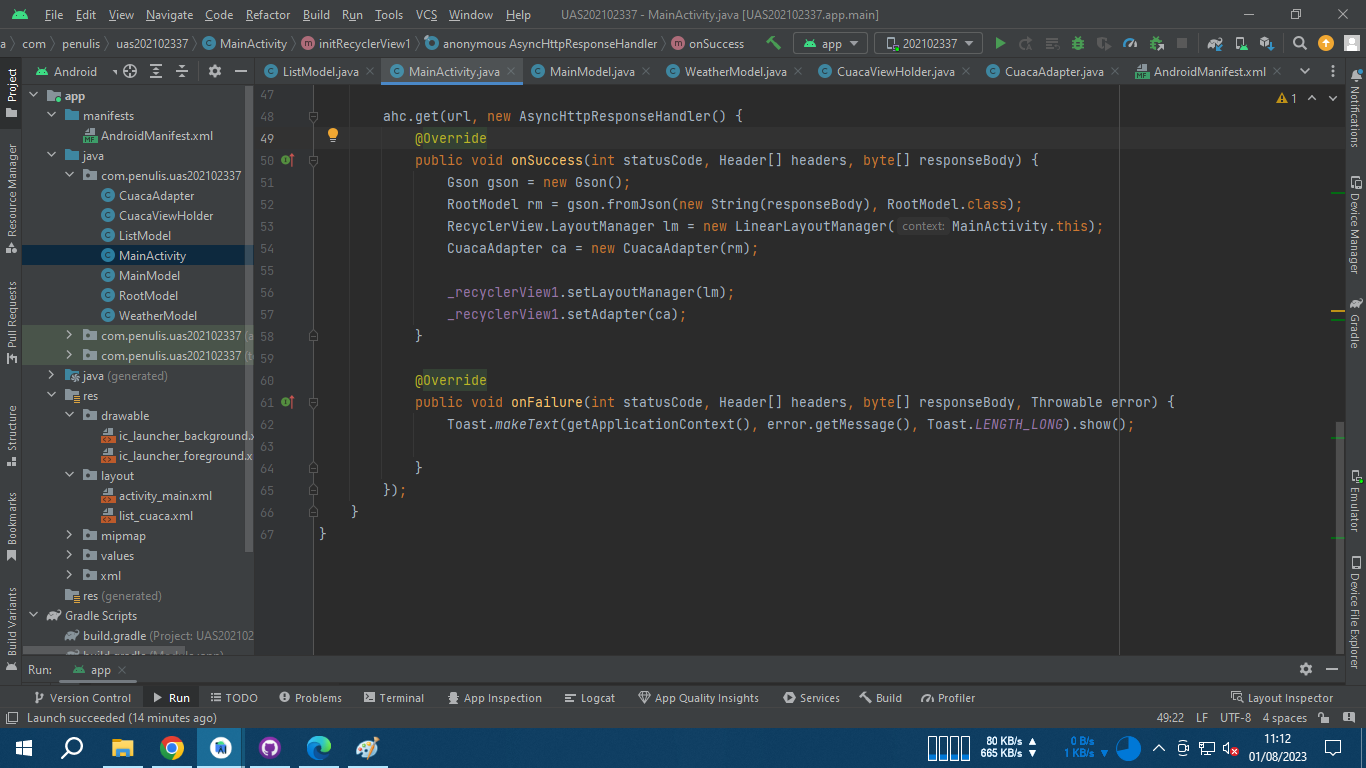 File Edit View Navigate Code Refactor Build Run Tools VCS Window Help UAS202102337 - MainActivity.java [UAS202102337.app.main]
a com penulis uas202102337 MainActivity initRecyclerView1 anonymous AsyncHttpResponseHandler onSuccess app 202102337
Android ListModel.java MainActivity.java MainModel.java WeatherModel.java CuacaViewHolder.java CuacaAdapter.java AndroidManifest.xml
Project
Resource Manager
Pull Requests
Structure
Bookmarks
Build Variants
app
manifests
AndroidManifest.xml
java
com.penulis.uas202102337
CuacaAdapter
CuacaViewHolder
ListModel
MainActivity
MainModel
RootModel
WeatherModel
com.penulis.uas202102337 (a
com.penulis.uas202102337 (t
java (generated)
res
drawable
ic_launcher_background.x
ic_launcher_foreground.x
layout
activity_main.xml
list_cuaca.xml
mipmap
values
xml
res (generated)
Gradle Scripts
build.gradle (Project: UAS202102
47
48 ahc.get(url, new AsyncHttpResponseHandler() {
49 @Override
50 public void onSuccess(int statusCode, Header[] headers, byte[] responseBody) {
51 Gson gson = new Gson();
52 RootModel rm = gson.fromJson(new String(responseBody), RootModel.class);
53 RecyclerView.LayoutManager lm = new LinearLayoutManager( context: MainActivity.this);
54 CuacaAdapter ca = new CuacaAdapter(rm);
55
56 _recyclerView1.setLayoutManager(lm);
57 _recyclerView1.setAdapter(ca);
58 }
59
60 @Override
61 public void onFailure(int statusCode, Header[] headers, byte[] responseBody, Throwable error) {
62 Toast.makeText(getApplicationContext(), error.getMessage(), Toast.LENGTH_LONG).show();
63
64 }
65 });
66 }
67 }
1
Notifications
Device Manager
Gradle
Emulator
Device File Explorer
Run: app
Version Control Run TODO Problems Terminal App Inspection Logcat App Quality Insights Services Build Profiler Layout Inspector
Launch succeeded (14 minutes ago) 49:22 LF UTF-8 4 spaces
80 KB/s
665 KB/s
0 B/s
1 KB/s
11:12
01/08/2023